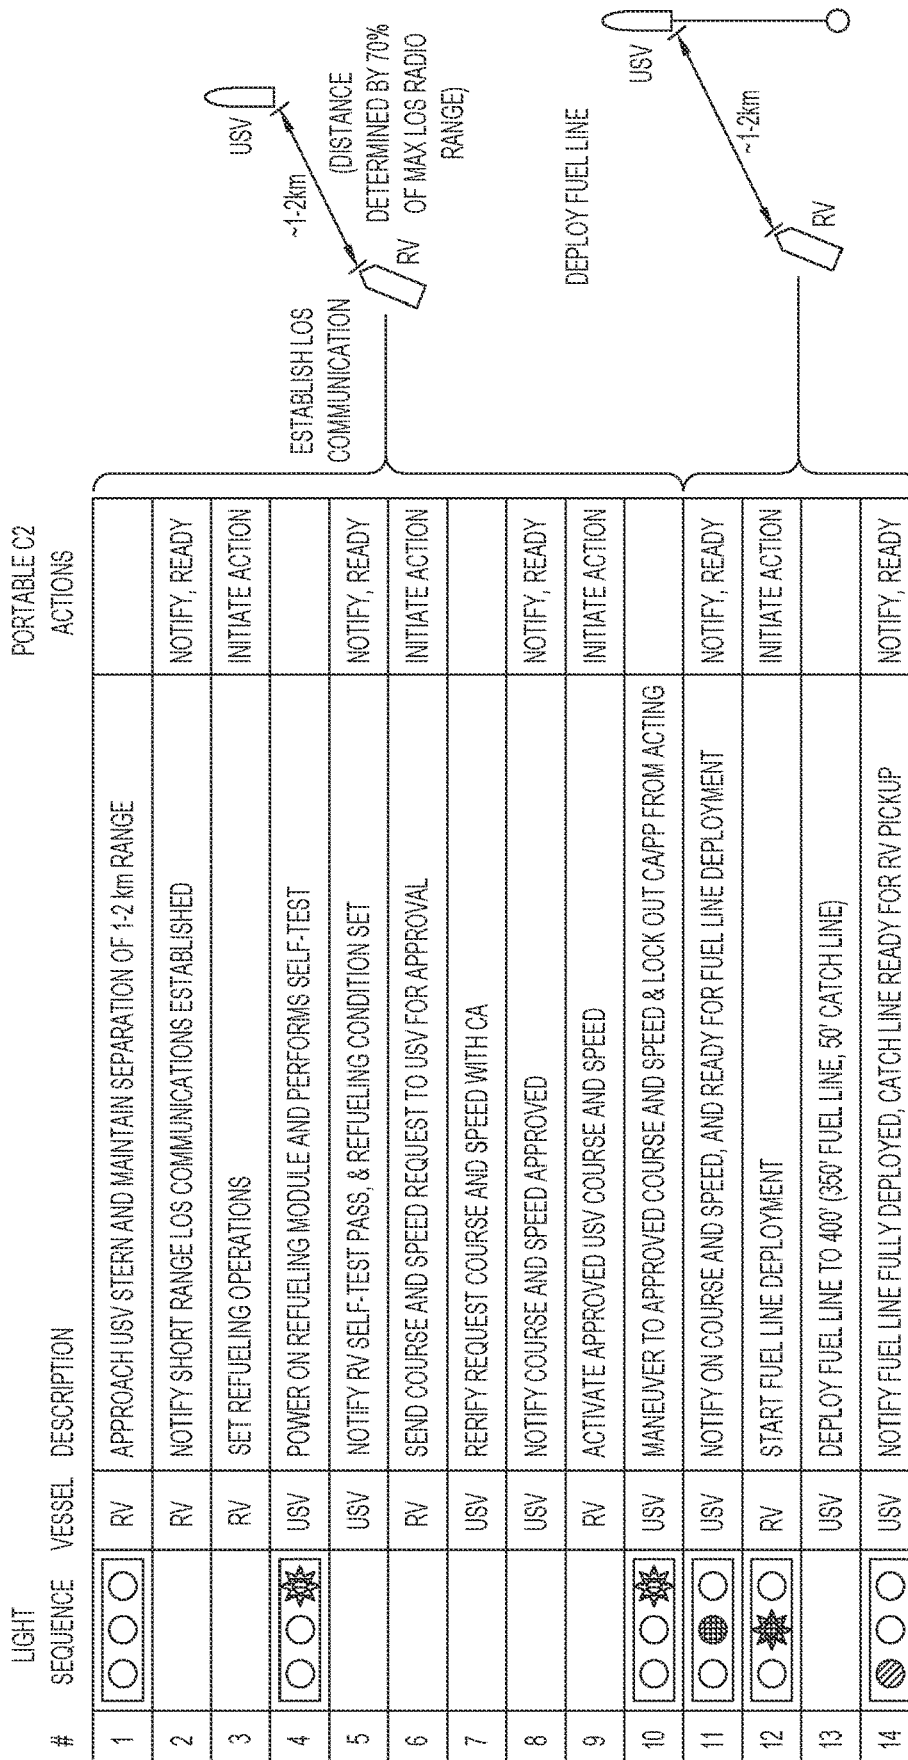 LIGHT
# SEQUENCE VESSEL DESCRIPTION
PORTABLE C2
ACTIONS
1 RV APPROACH USV STERN AND MAINTAIN SEPARATION OF 1-2 km RANGE
2 RV NOTIFY SHORT RANGE LOS COMMUNICATIONS ESTABLISHED NOTIFY, READY
3 RV SET REFUELING OPERATIONS INITIATE ACTION
4 USV POWER ON REFUELING MODULE AND PERFORMS SELF-TEST
5 USV NOTIFY RV SELF-TEST PASS, & REFUELING CONDITION SET NOTIFY, READY
6 RV SEND COURSE AND SPEED REQUEST TO USV FOR APPROVAL INITIATE ACTION
7 USV RERIFY REQUEST COURSE AND SPEED WITH CA
8 USV NOTIFY COURSE AND SPEED APPROVED NOTIFY, READY
9 RV ACTIVATE APPROVED USV COURSE AND SPEED INITIATE ACTION
10 USV MANEUVER TO APPROVED COURSE AND SPEED & LOCK OUT CA/PP FROM ACTING
11 USV NOTIFY ON COURSE AND SPEED, AND READY FOR FUEL LINE DEPLOYMENT NOTIFY, READY
12 RV START FUEL LINE DEPLOYMENT INITIATE ACTION
13 USV DEPLOY FUEL LINE TO 400' (350' FUEL LINE, 50' CATCH LINE)
14 USV NOTIFY FUEL LINE FULLY DEPLOYED, CATCH LINE READY FOR RV PICKUP NOTIFY, READY
ESTABLISH LOS
COMMUNICATION
USV
~1-2km
RV
(DISTANCE
DETERMINED BY 70%
OF MAX LOS RADIO
RANGE)
DEPLOY FUEL LINE
USV
~1-2km
RV